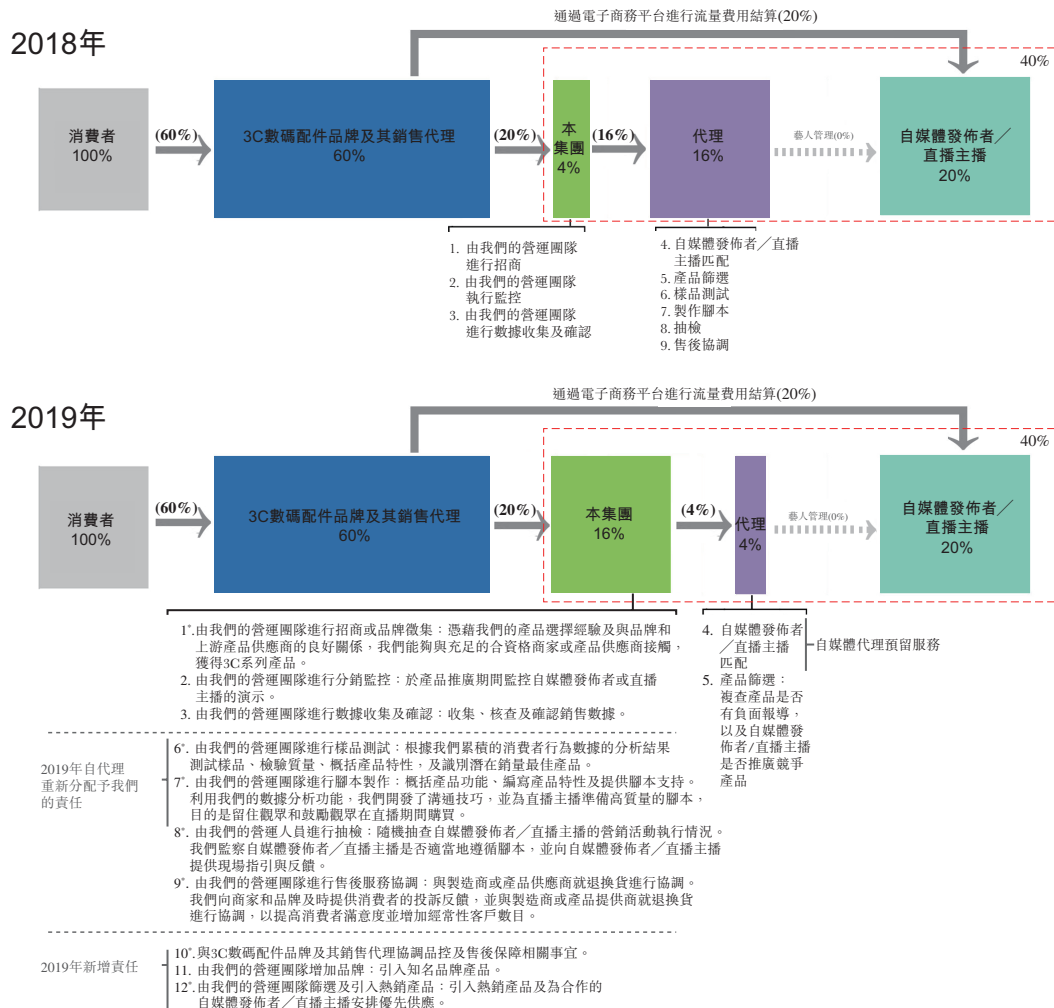 通過電子商務平台進行流量費用結算(20%)
2018年
40%
消費者
100%
(60%)
3C數碼配件品牌及其銷售代理
60%
(20%)
本
集團
4%
(16%)
代理
16%
藝人管理(0%)
自媒體發佈者／
直播主播
20%
1. 由我們的營運團隊
進行招商
2. 由我們的營運團隊
執行監控
3. 由我們的營運團隊
進行數據收集及確認
4. 自媒體發佈者／直播
主播匹配
5. 產品篩選
6. 樣品測試
7. 製作腳本
8. 抽檢
9. 售後協調
通過電子商務平台進行流量費用結算(20%)
2019年
40%
消費者
100%
(60%)
3C數碼配件品牌及其銷售代理
60%
(20%)
本集團
16%
(4%)
代理
4%
藝人管理(0%)
自媒體發佈者／
直播主播
20%
1*. 由我們的營運團隊進行招商或品牌徵集：憑藉我們的產品選擇經驗及與品牌和
上游產品供應商的良好關係，我們能夠與充足的合資格商家或產品供應商接觸，
獲得3C系列產品。
2. 由我們的營運團隊進行分銷監控：於產品推廣期間監控自媒體發佈者或直播
主播的演示。
3. 由我們的營運團隊進行數據收集及確認：收集、核查及確認銷售數據。
4. 自媒體發佈者
／直播主播
匹配
自媒體代理預留服務
5. 產品篩選：
複查產品是否
有負面報導，
以及自媒體發
佈者/直播主播
是否推廣競爭
產品
2019年自代理
重新分配予我們
的責任
6*. 由我們的營運團隊進行樣品測試：根據我們累積的消費者行為數據的分析結果
測試樣品、檢驗質量、概括產品特性，及識別潛在銷量最佳產品。
7*. 由我們的營運團隊進行腳本製作：概括產品功能、編寫產品特性及提供腳本支持。
利用我們的數據分析功能，我們開發了溝通技巧，並為直播主播準備高質量的腳本，
目的是留住觀眾和鼓勵觀眾在直播期間購買。
8*. 由我們的營運人員進行抽檢：隨機抽查自媒體發佈者／直播主播的營銷活動執行情況。
我們監察自媒體發佈者／直播主播是否適當地遵循腳本，並向自媒體發佈者／直播主播
提供現場指引與反饋。
9*. 由我們的營運團隊進行售後服務協調：與製造商或產品供應商就退換貨進行協調。
我們向商家和品牌及時提供消費者的投訴反饋，並與製造商或產品提供商就退換貨
進行協調，以提高消費者滿意度並增加經常性客戶數目。
2019年新增責任
10*. 與3C數碼配件品牌及其銷售代理協調品控及售後保障相關事宜。
11. 由我們的營運團隊增加品牌：引入知名品牌產品。
12*. 由我們的營運團隊篩選及引入熱銷產品：引入熱銷產品及為合作的
自媒體發佈者／直播主播安排優先供應。